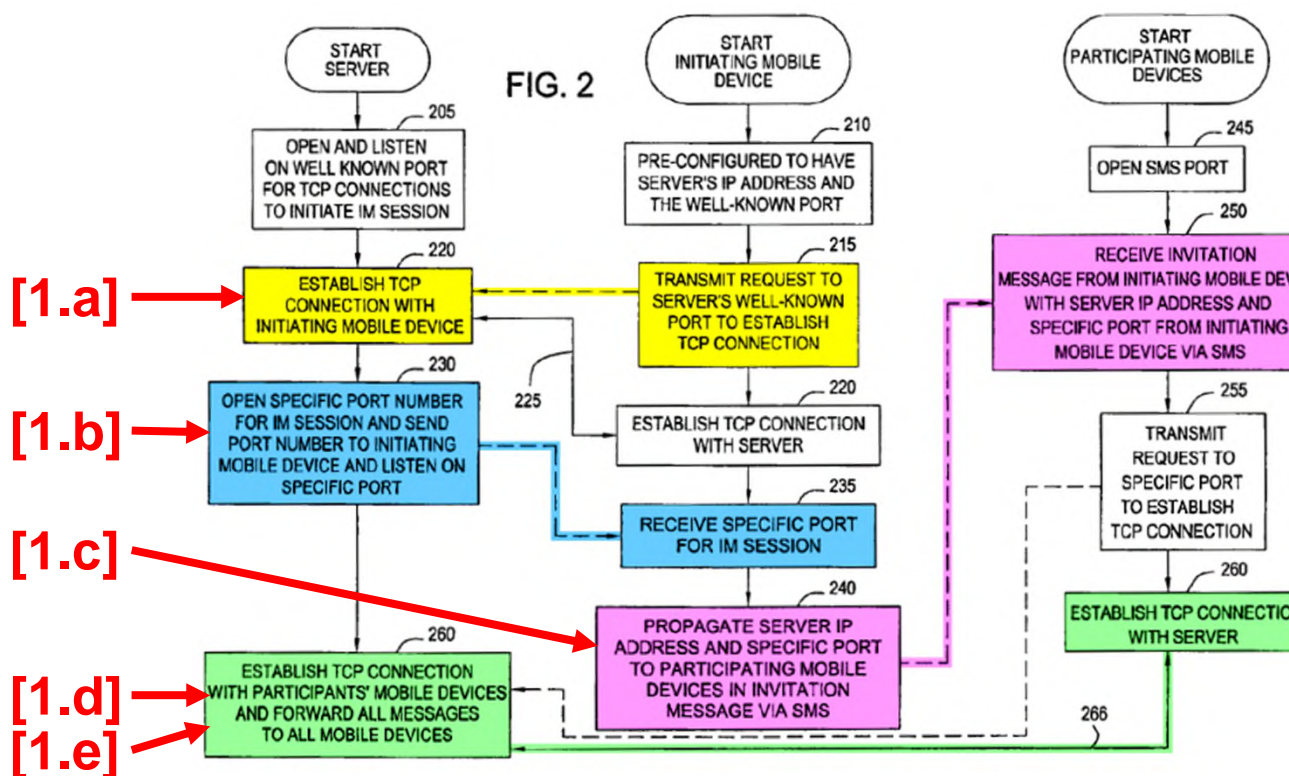 START
SERVER
205
OPEN AND LISTEN
ON WELL KNOWN PORT
FOR TCP CONNECTIONS
TO INITIATE IM SESSION
220
[1.a]
ESTABLISH TCP
CONNECTION WITH
INITIATING MOBILE DEVICE
225
230
[1.b]
OPEN SPECIFIC PORT NUMBER
FOR IM SESSION AND SEND
PORT NUMBER TO INITIATING
MOBILE DEVICE AND LISTEN ON
SPECIFIC PORT
[1.c]
260
[1.d]
[1.e]
ESTABLISH TCP CONNECTION
WITH PARTICIPANTS' MOBILE DEVICES
AND FORWARD ALL MESSAGES
TO ALL MOBILE DEVICES
FIG. 2
START
INITIATING MOBILE
DEVICE
210
PRE-CONFIGURED TO HAVE
SERVER'S IP ADDRESS AND
THE WELL-KNOWN PORT
215
TRANSMIT REQUEST TO
SERVER'S WELL-KNOWN
PORT TO ESTABLISH
TCP CONNECTION
220
ESTABLISH TCP CONNECTION
WITH SERVER
235
RECEIVE SPECIFIC PORT
FOR IM SESSION
240
PROPAGATE SERVER IP
ADDRESS AND SPECIFIC PORT
TO PARTICIPATING MOBILE
DEVICES IN INVITATION
MESSAGE VIA SMS
START
PARTICIPATING MOBILE
DEVICES
245
OPEN SMS PORT
250
RECEIVE INVITATION
MESSAGE FROM INITIATING MOBILE DEV
WITH SERVER IP ADDRESS AND
SPECIFIC PORT FROM INITIATING
MOBILE DEVICE VIA SMS
255
TRANSMIT
REQUEST TO
SPECIFIC PORT
TO ESTABLISH
TCP CONNECTION
260
ESTABLISH TCP CONNECTIO
WITH SERVER
266